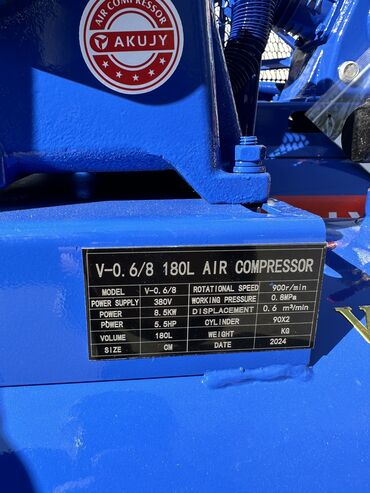 AIR COMPRESSOR
AKUJY
AIR COMPRESSOR
V-0.6/8 180L AIR COMPRESSOR
MODEL V-0.6/8 ROTATIONAL SPEED 900r/min
POWER SUPPLY 380V WORKING PRESSURE 0.8MPa
POWER 8.5KW DISPLACEMENT 0.6 m³/min
POWER 5.5HP CYLINDER 90X2
VOLUME 180L WEIGHT KG
SIZE CM DATE 2024